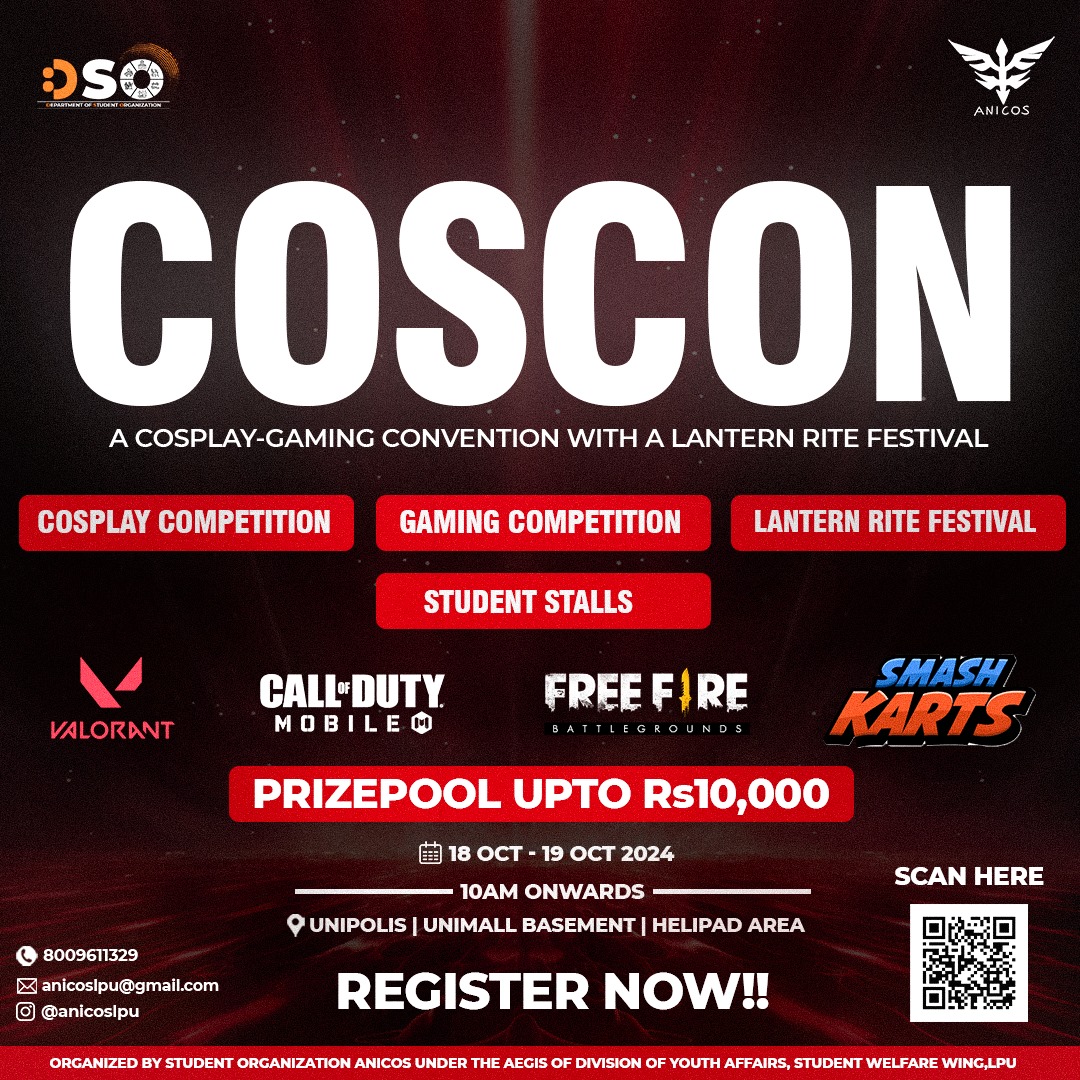 DSO
DEPARTMENT OF STUDENT ORGANIZATION
ANICOS
COSCON
A COSPLAY-GAMING CONVENTION WITH A LANTERN RITE FESTIVAL
COSPLAY COMPETITION
GAMING COMPETITION
LANTERN RITE FESTIVAL
STUDENT STALLS
VALORANT
CALL OF DUTY
MOBILE
FREE FIRE
BATTLEGROUNDS
SMASH
KARTS
PRIZEPOOL UPTO Rs10,000
18 OCT - 19 OCT 2024
10AM ONWARDS
UNIPOLIS | UNIMALL BASEMENT | HELIPAD AREA
SCAN HERE
8009611329
anicoslpu@gmail.com
@anicoslpu
REGISTER NOW!!
ORGANIZED BY STUDENT ORGANIZATION ANICOS UNDER THE AEGIS OF DIVISION OF YOUTH AFFAIRS, STUDENT WELFARE WING,LPU